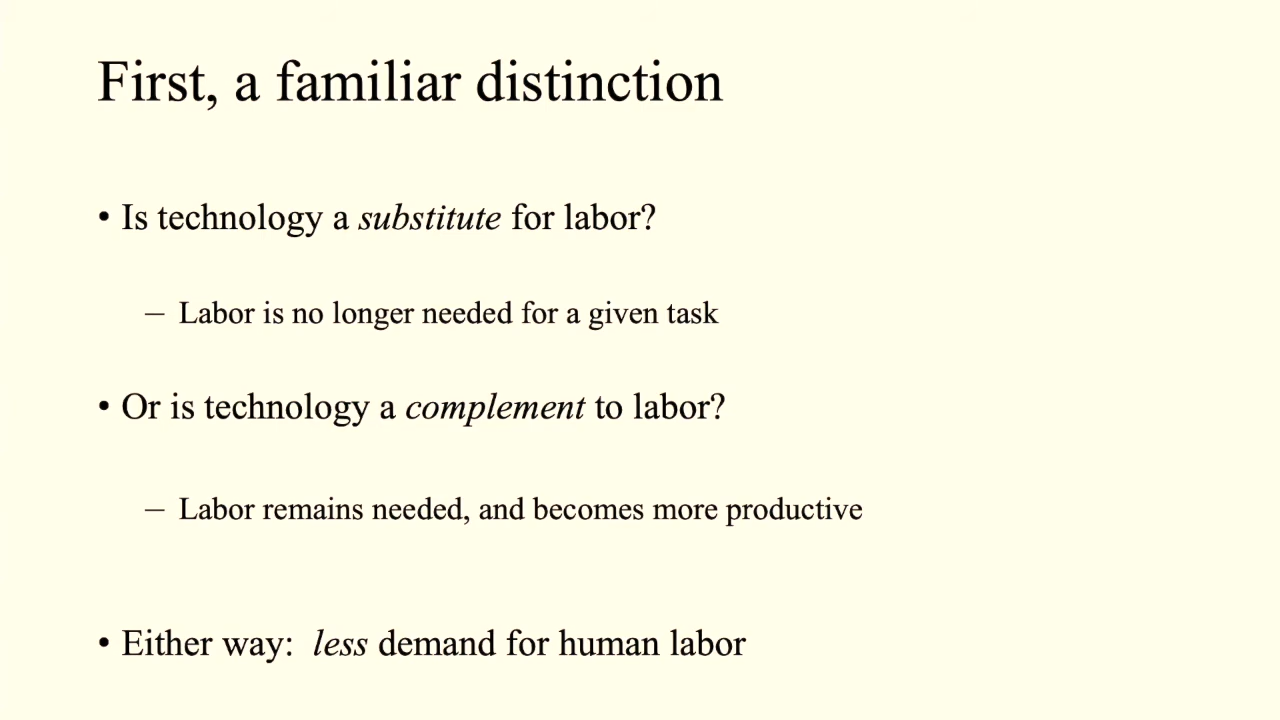 First, a familiar distinction
• Is technology a substitute for labor?
– Labor is no longer needed for a given task
• Or is technology a complement to labor?
– Labor remains needed, and becomes more productive
• Either way:  less demand for human labor